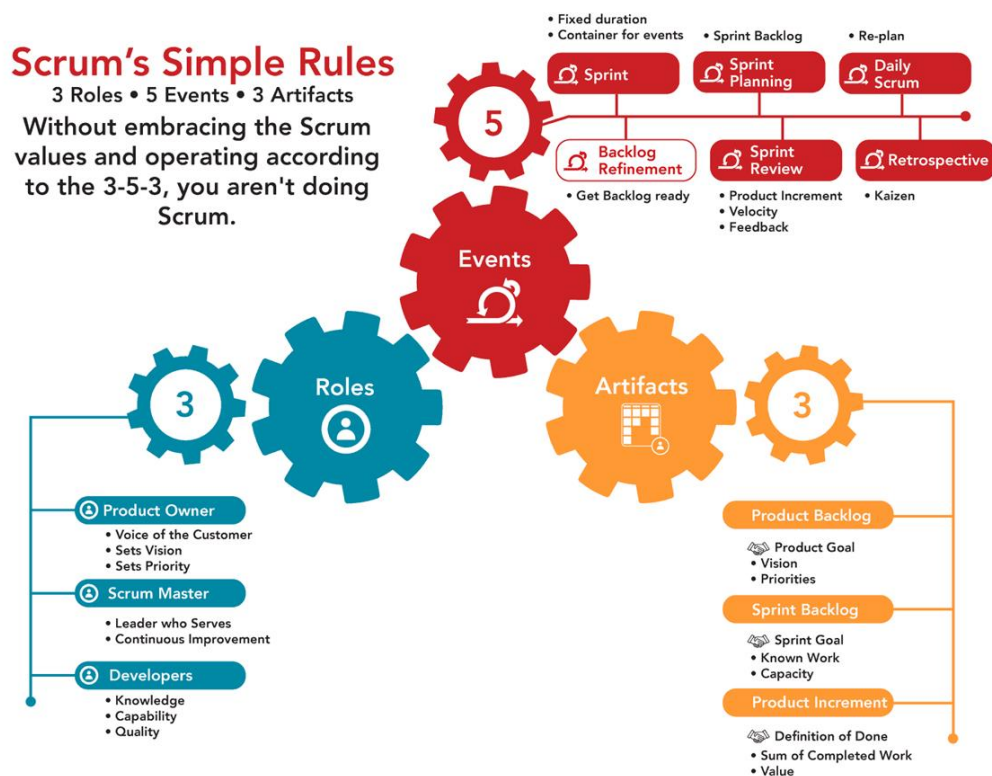 Scrum's Simple Rules
3 Roles • 5 Events • 3 Artifacts
Without embracing the Scrum
values and operating according
to the 3-5-3, you aren't doing
Scrum.
5
• Fixed duration
• Container for events
Sprint
• Sprint Backlog
Sprint
Planning
• Re-plan
Daily
Scrum
Backlog
Refinement
• Get Backlog ready
Sprint
Review
• Product Increment
• Velocity
• Feedback
Retrospective
• Kaizen
Events
Roles
3
Product Owner
• Voice of the Customer
• Sets Vision
• Sets Priority
Scrum Master
• Leader who Serves
• Continuous Improvement
Developers
• Knowledge
• Capability
• Quality
Artifacts
3
Product Backlog
Product Goal
• Vision
• Priorities
Sprint Backlog
Sprint Goal
• Known Work
• Capacity
Product Increment
Definition of Done
• Sum of Completed Work
• Value